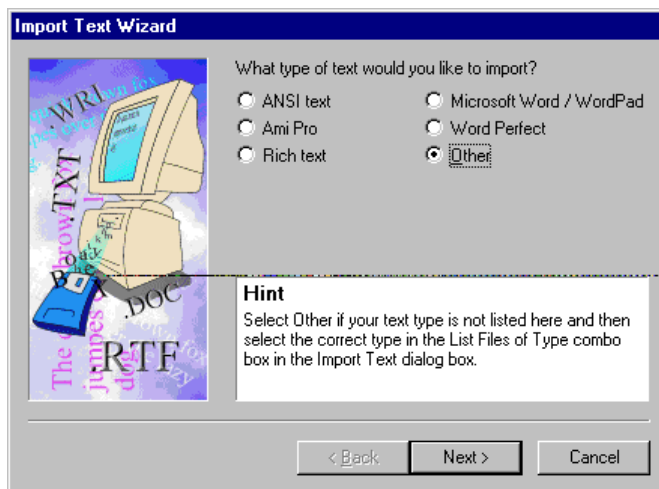 Import Text Wizard
What type of text would you like to import?
ANSI text
Microsoft Word / WordPad
Ami Pro
Word Perfect
Rich text
Other
WRI
.TXT
.DOC
.RTF
Hint
Select Other if your text type is not listed here and then
select the correct type in the List Files of Type combo
box in the Import Text dialog box.
< Back
Next >
Cancel